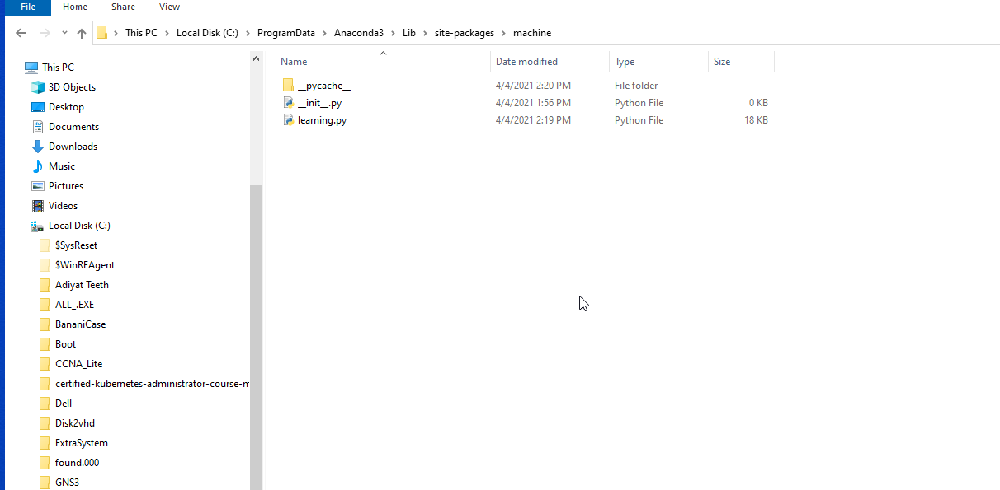 File Home Share View
This PC Local Disk (C:) ProgramData Anaconda3 Lib site-packages machine
This PC
3D Objects
Desktop
Documents
Downloads
Music
Pictures
Videos
Local Disk (C:)
$SysReset
$WinREAgent
Adiyat Teeth
ALL_.EXE
BananiCase
Boot
CCNA_Lite
certified-kubernetes-administrator-course-m
Dell
Disk2vhd
ExtraSystem
found.000
GNS3
Name Date modified Type Size
__pycache__ 4/4/2021 2:20 PM File folder
__init__.py 4/4/2021 1:56 PM Python File 0 KB
learning.py 4/4/2021 2:19 PM Python File 18 KB